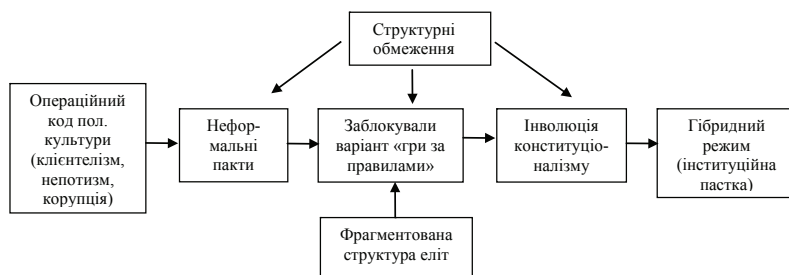 Структурні
обмеження
Операційний
код пол.
культури
(клієнтелізм,
непотизм,
корупція)
Нефор-
мальні
пакти
Заблокували
варіант «гри за
правилами»
Інволюція
конституціо-
налізму
Гібридний
режим
(інституційна
пастка)
Фрагментована
структура еліт